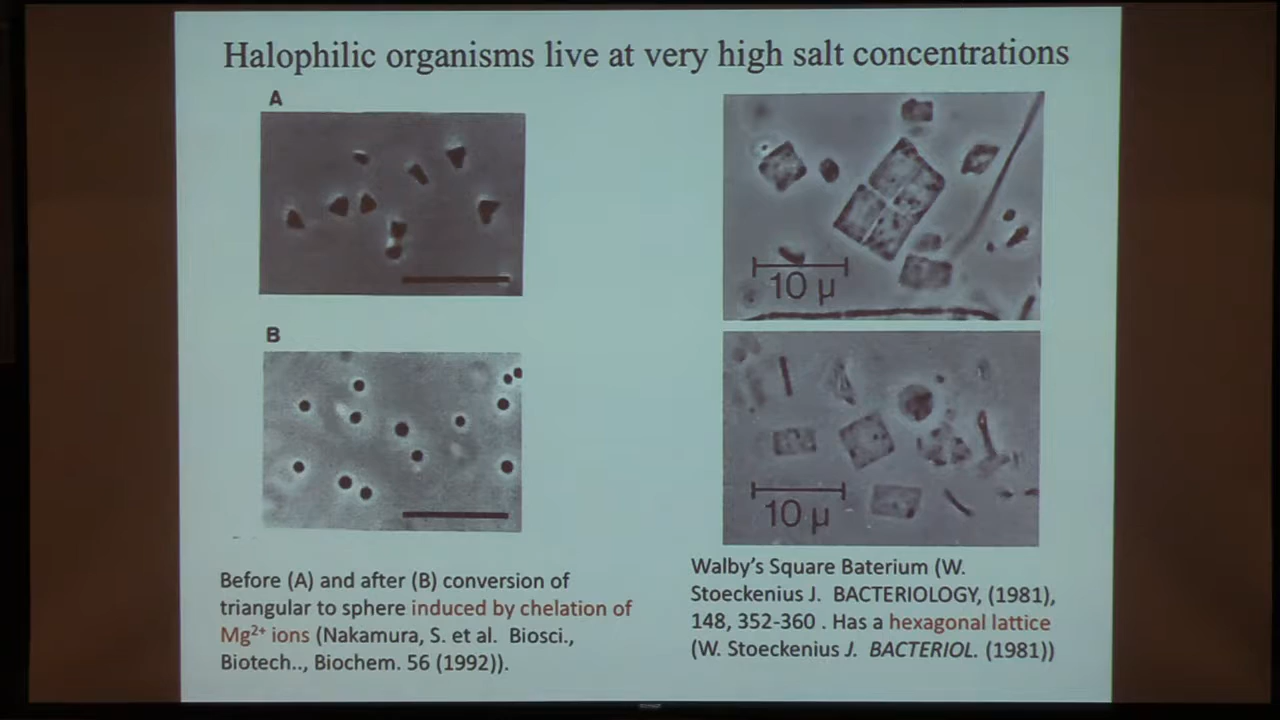 Halophilic organisms live at very high salt concentrations
A
10 µ
B
10 µ
Before (A) and after (B) conversion of
triangular to sphere induced by chelation of
Mg²⁺ ions (Nakamura, S. et al. Biosci.,
Biotech.., Biochem. 56 (1992)).
Walby's Square Baterium (W.
Stoeckenius J. BACTERIOLOGY, (1981),
148, 352-360 . Has a hexagonal lattice
(W. Stoeckenius J. BACTERIOL. (1981))